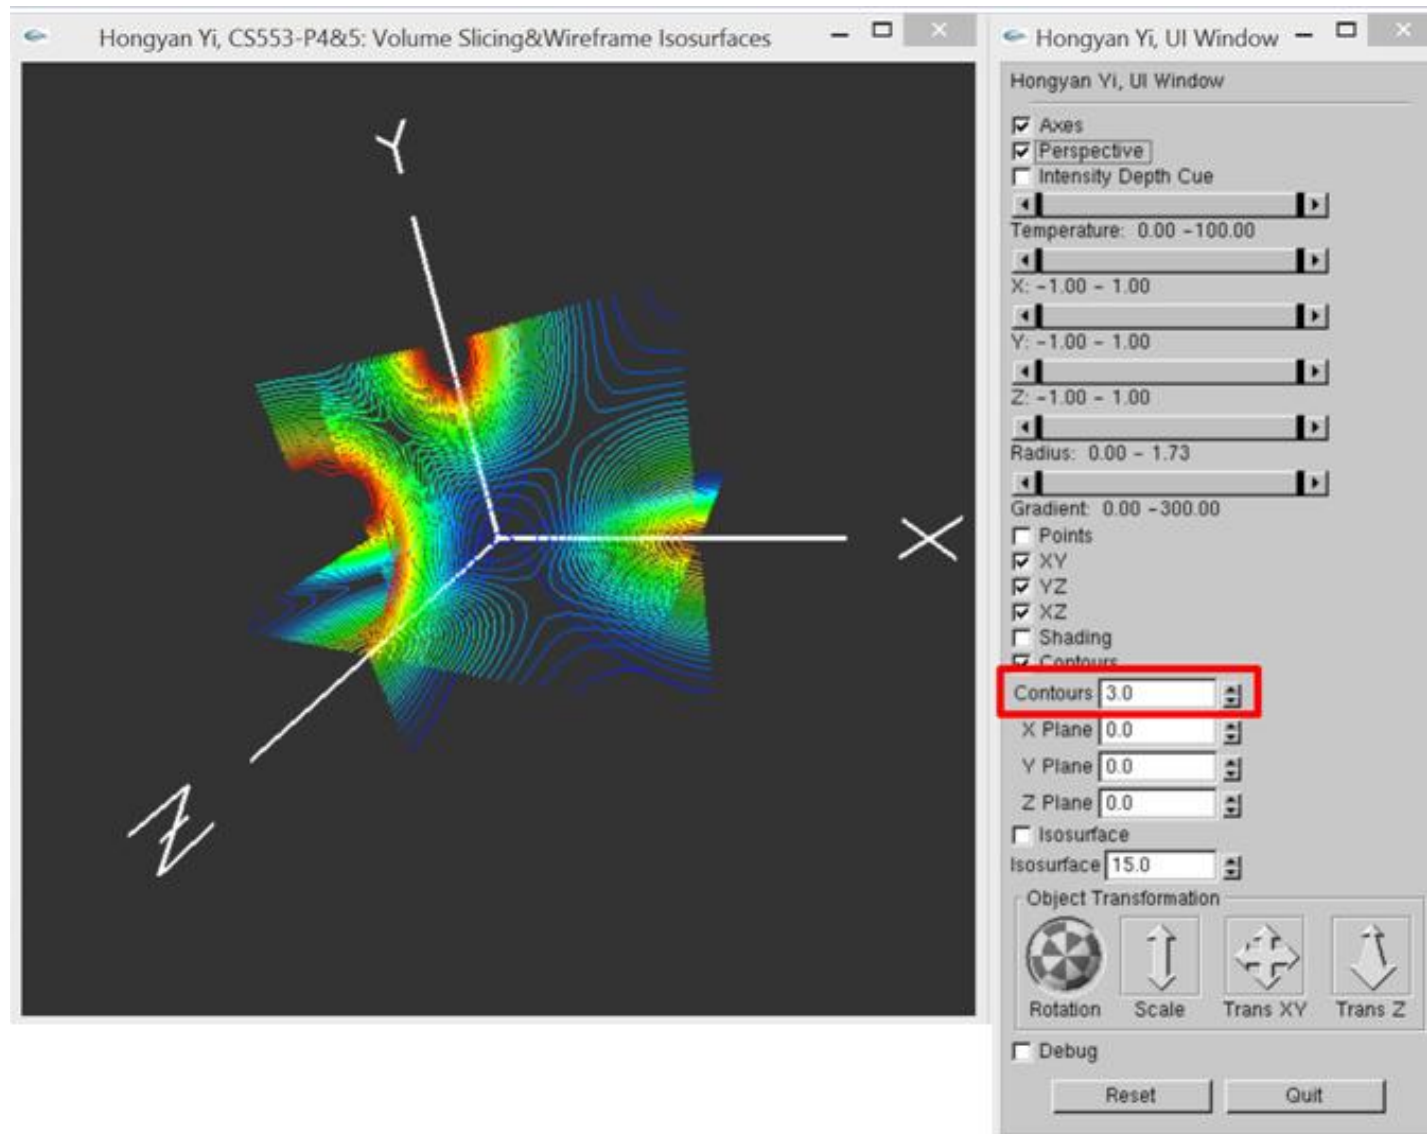 Hongyan Yi, CS553-P4&5: Volume Slicing&Wireframe Isosurfaces
Y
X
Z
Hongyan Yi, UI Window
Hongyan Yi, UI Window
Axes
Perspective
Intensity Depth Cue
Temperature: 0.00 -100.00
X: -1.00 - 1.00
Y: -1.00 - 1.00
Z: -1.00 - 1.00
Radius: 0.00 - 1.73
Gradient: 0.00 -300.00
Points
XY
YZ
XZ
Shading
Contours
Contours 3.0
X Plane 0.0
Y Plane 0.0
Z Plane 0.0
Isosurface
Isosurface 15.0
Object Transformation
Rotation Scale Trans XY Trans Z
Debug
Reset Quit